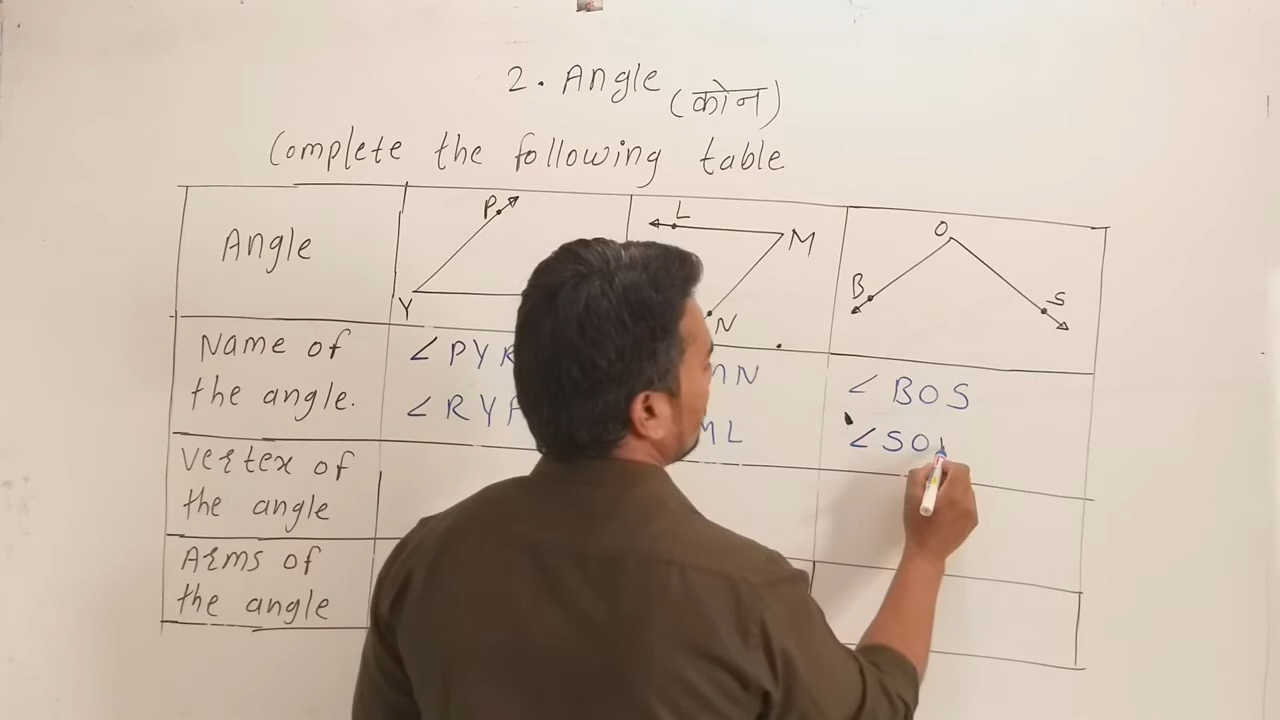 2. Angle (कोन)
Complete the following table
Angle
P
Y
L
M
N
O
B
S
Name of the angle.
∠PYR
∠RY
MN
ML
∠BOS
∠SO
Vertex of the angle
Arms of the angle